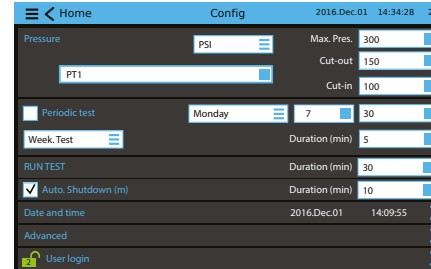 Home Config 2016.Dec.01 14:34:28
Pressure PSI Max. Pres. 300
Cut-out 150
PT1
Cut-in 100
Periodic test Monday 7 30
Week. Test Duration (min) 5
RUN TEST Duration (min) 30
Auto. Shutdown (m) Duration (min) 10
Date and time 2016.Dec.01 14:09:55
Advanced
2 User login